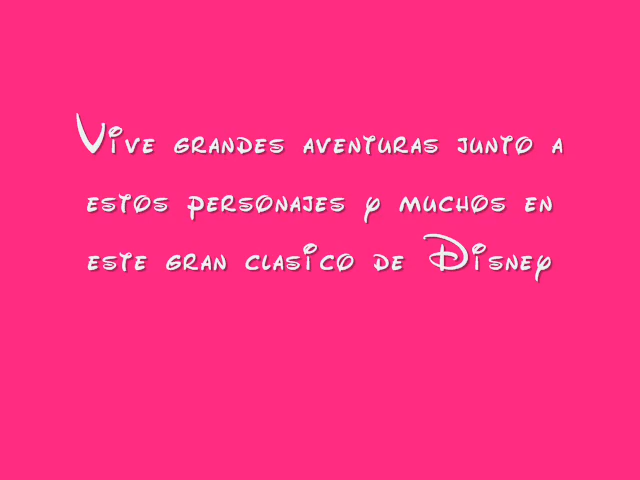 Vive grandes aventuras junto a
estos personajes y muchos en
este gran clasico de Disney